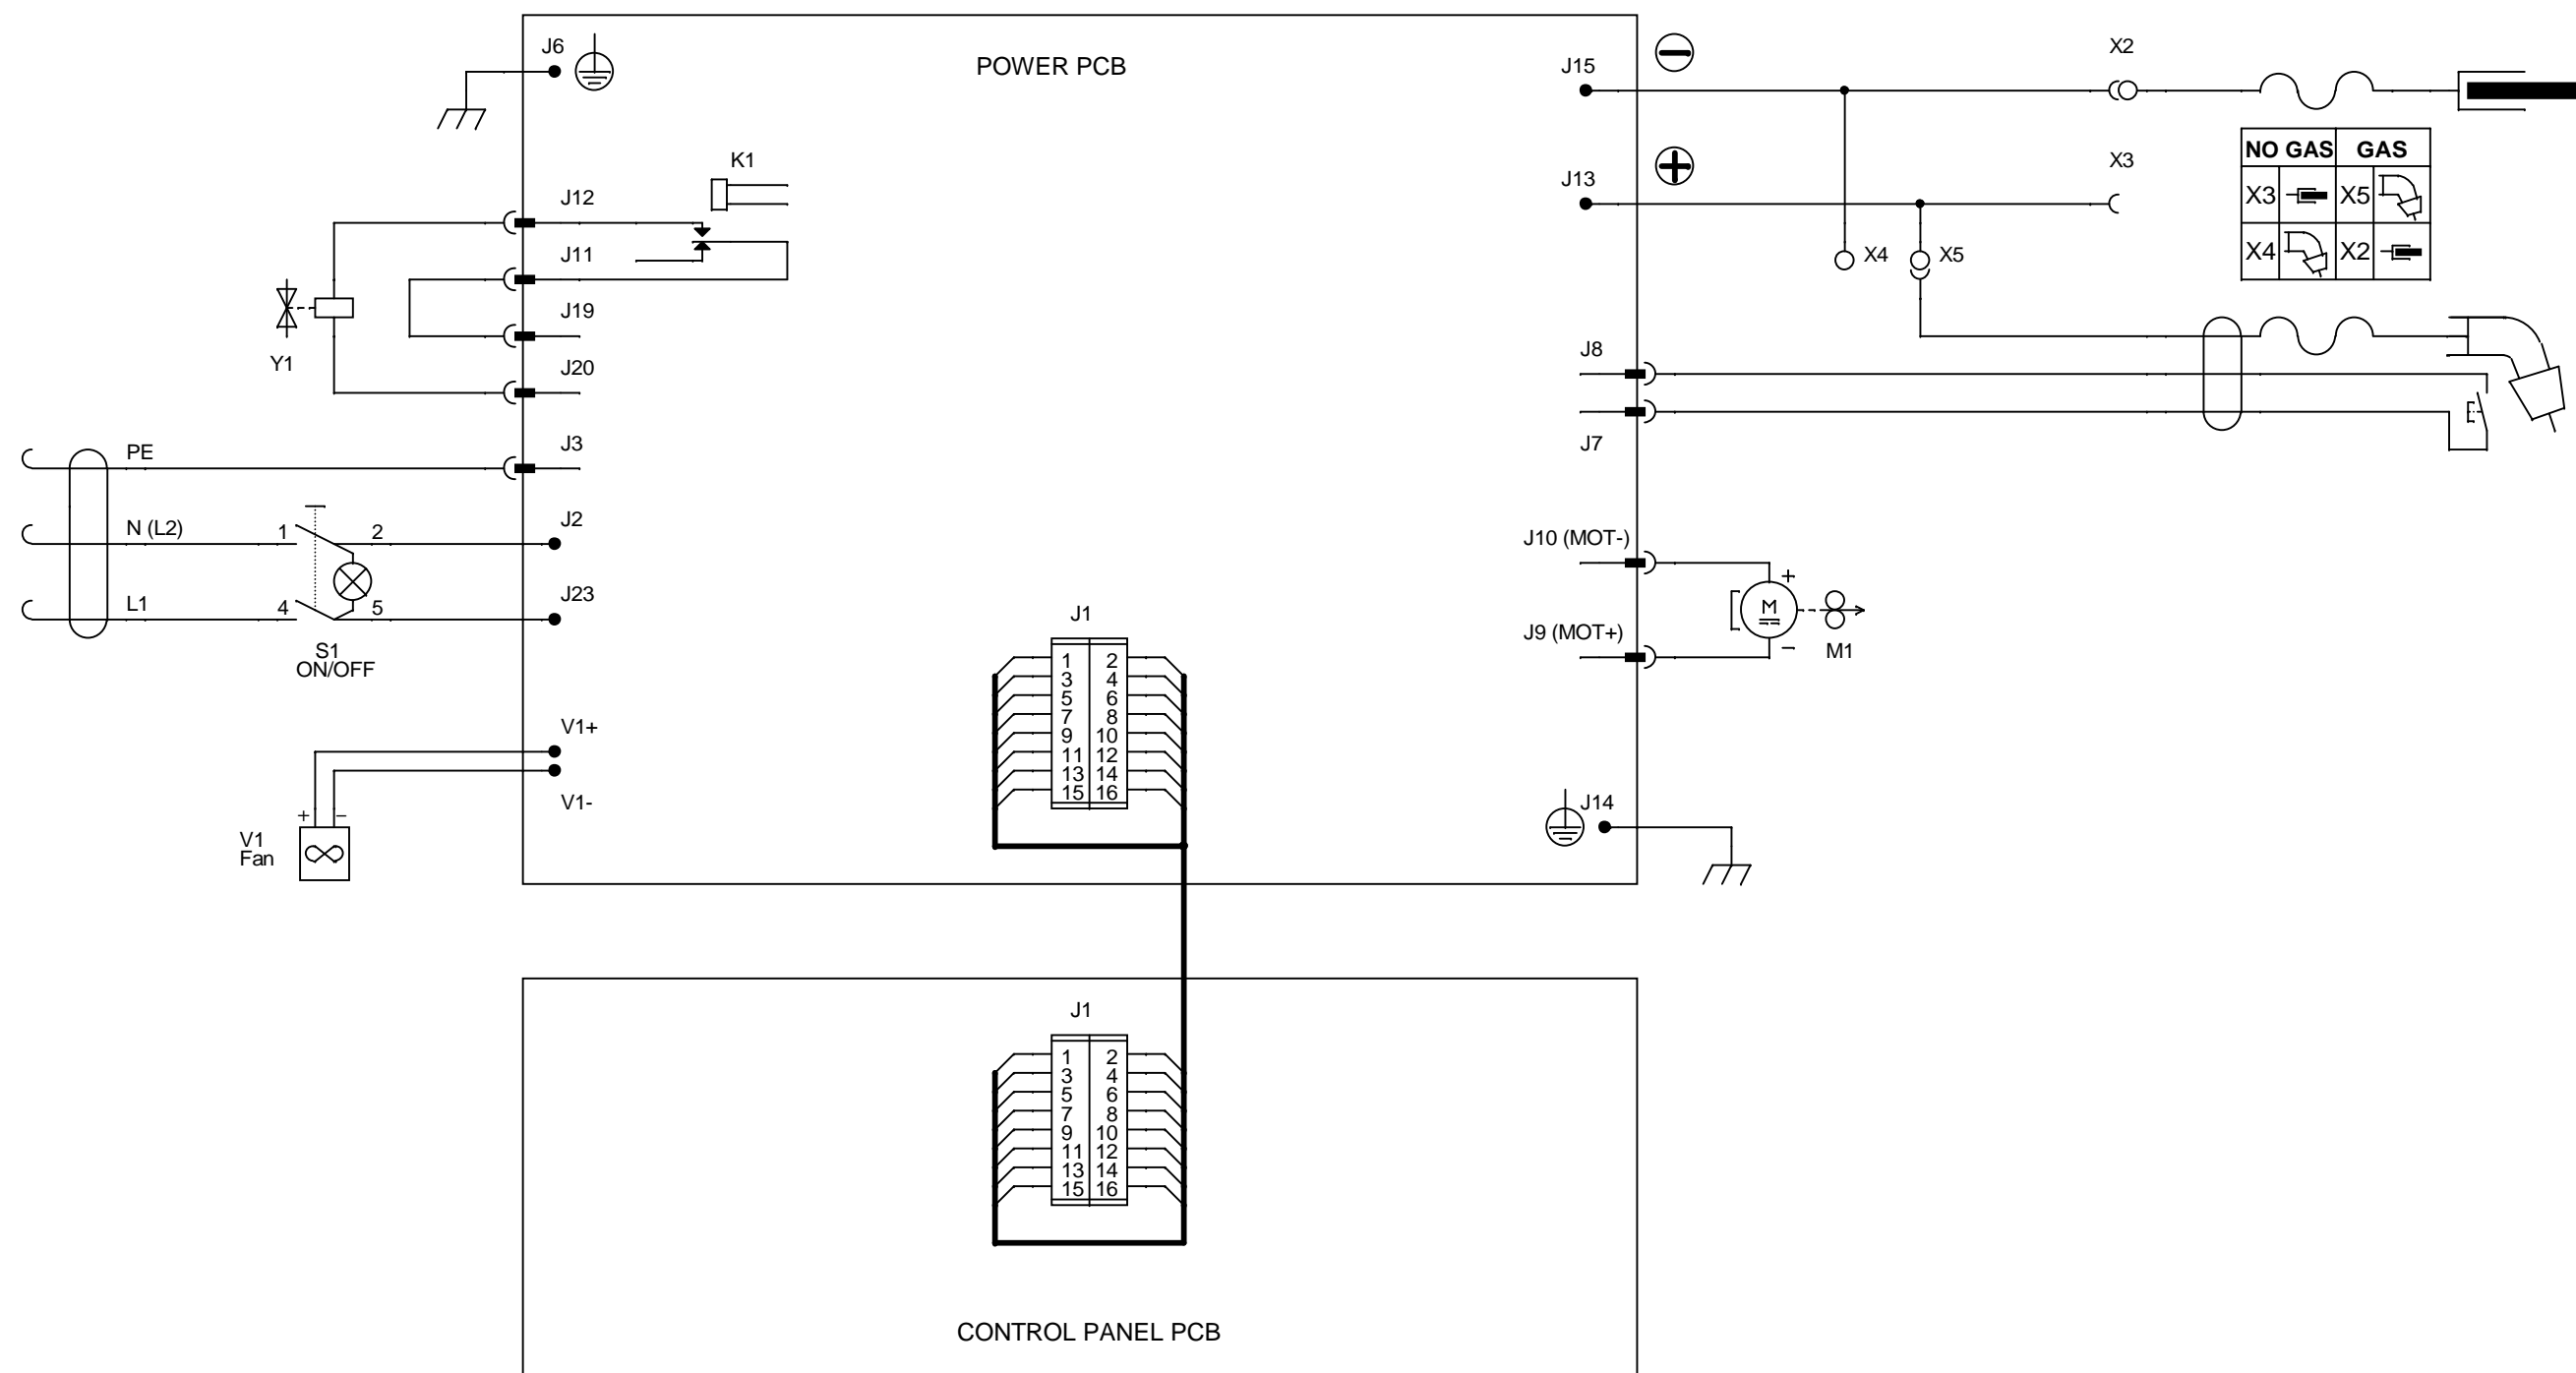 J6
POWER PCB
J15
X2
K1
J12
J13
X3
NO GAS GAS
X3 X5
X4 X2
J11
X4 X5
J19
Y1
J20
J8
J3
J7
PE
N (L2) 1 2
J2
J10 (MOT-)
L1 4 5
J23
S1
ON/OFF
+
M
−
J9 (MOT+)
M1
J1
1 2
3 4
5 6
7 8
9 10
11 12
13 14
15 16
V1+
V1-
+ −
V1
Fan
J14
J1
1 2
3 4
5 6
7 8
9 10
11 12
13 14
15 16
CONTROL PANEL PCB